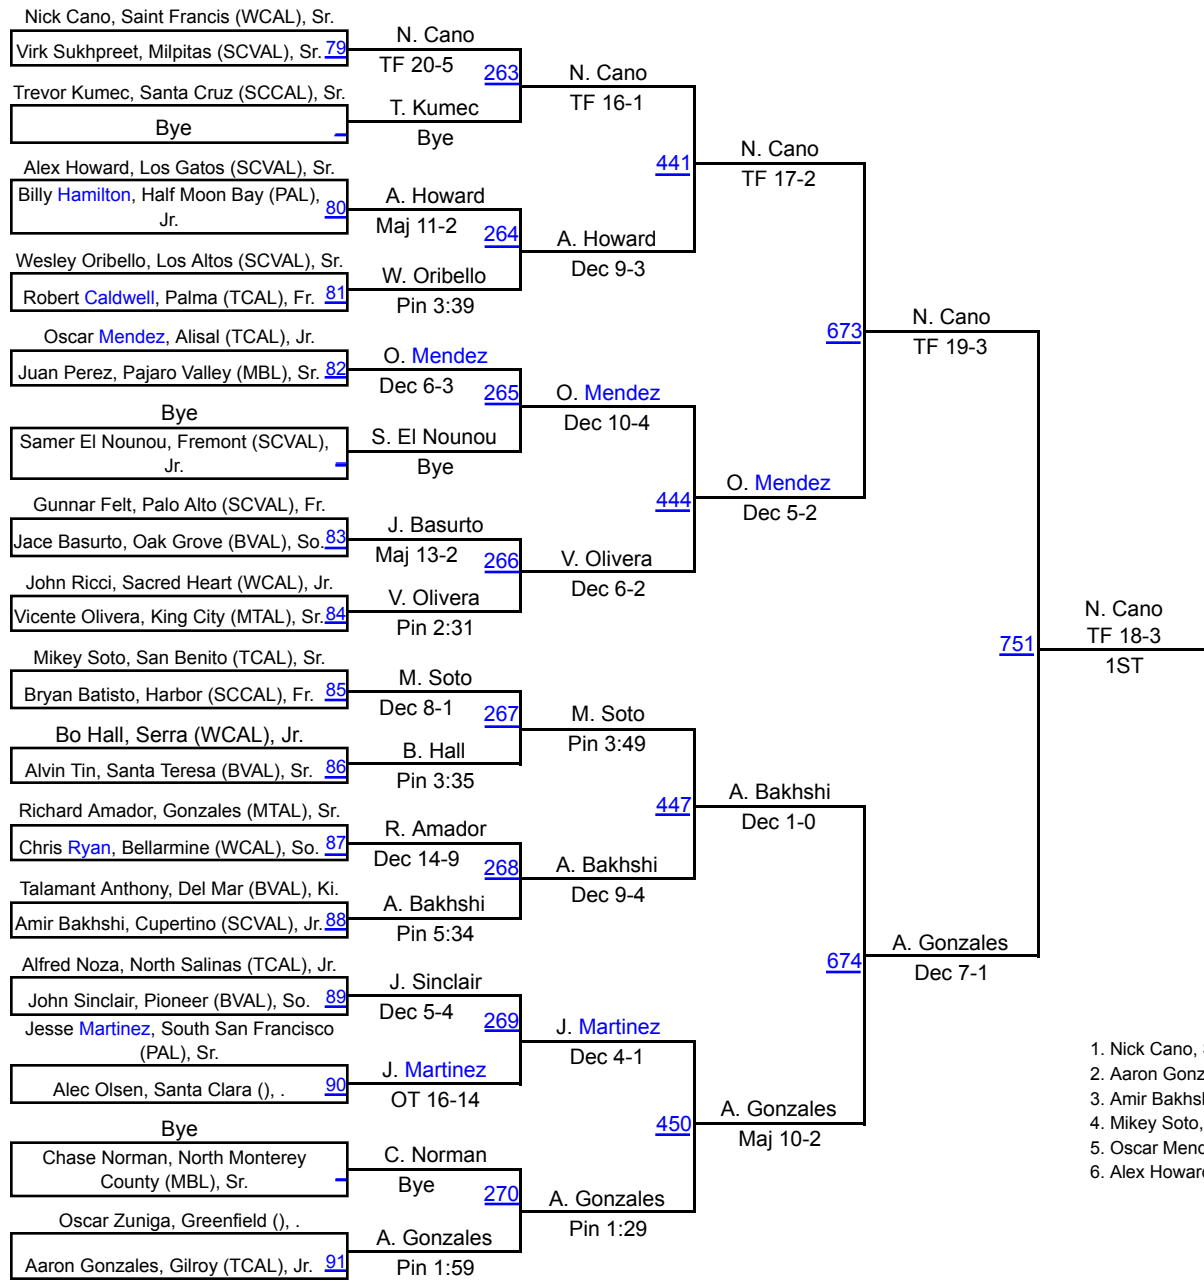 Nick Cano, Saint Francis (WCAL), Sr.
Virk Sukhpreet, Milpitas (SCVAL), Sr. 79
Trevor Kumec, Santa Cruz (SCCAL), Sr.
Bye
Alex Howard, Los Gatos (SCVAL), Sr.
Billy Hamilton, Half Moon Bay (PAL),
Jr.
80
Wesley Oribello, Los Altos (SCVAL), Sr.
Robert Caldwell, Palma (TCAL), Fr. 81
Oscar Mendez, Alisal (TCAL), Jr.
Juan Perez, Pajaro Valley (MBL), Sr. 82
Bye
Samer El Nounou, Fremont (SCVAL),
Jr.
Gunnar Felt, Palo Alto (SCVAL), Fr.
Jace Basurto, Oak Grove (BVAL), So. 83
John Ricci, Sacred Heart (WCAL), Jr.
Vicente Olivera, King City (MTAL), Sr. 84
Mikey Soto, San Benito (TCAL), Sr.
Bryan Batisto, Harbor (SCCAL), Fr. 85
Bo Hall, Serra (WCAL), Jr.
Alvin Tin, Santa Teresa (BVAL), Sr. 86
Richard Amador, Gonzales (MTAL), Sr.
Chris Ryan, Bellarmine (WCAL), So. 87
Talamant Anthony, Del Mar (BVAL), Ki.
Amir Bakhshi, Cupertino (SCVAL), Jr. 88
Alfred Noza, North Salinas (TCAL), Jr.
John Sinclair, Pioneer (BVAL), So. 89
Jesse Martinez, South San Francisco
(PAL), Sr.
Alec Olsen, Santa Clara (), . 90
Bye
Chase Norman, North Monterey
County (MBL), Sr.
Oscar Zuniga, Greenfield (), .
Aaron Gonzales, Gilroy (TCAL), Jr. 91
N. Cano
TF 20-5
263
T. Kumec
Bye
A. Howard
Maj 11-2
264
W. Oribello
Pin 3:39
O. Mendez
Dec 6-3
265
S. El Nounou
Bye
J. Basurto
Maj 13-2
266
V. Olivera
Pin 2:31
M. Soto
Dec 8-1
267
B. Hall
Pin 3:35
R. Amador
Dec 14-9
268
A. Bakhshi
Pin 5:34
J. Sinclair
Dec 5-4
269
J. Martinez
OT 16-14
C. Norman
Bye
270
A. Gonzales
Pin 1:59
N. Cano
TF 16-1
441
A. Howard
Dec 9-3
O. Mendez
Dec 10-4
444
V. Olivera
Dec 6-2
M. Soto
Pin 3:49
447
A. Bakhshi
Dec 9-4
J. Martinez
Dec 4-1
450
A. Gonzales
Pin 1:29
N. Cano
TF 17-2
673
O. Mendez
Dec 5-2
A. Bakhshi
Dec 1-0
674
A. Gonzales
Maj 10-2
N. Cano
TF 19-3
751
A. Gonzales
Dec 7-1
N. Cano
TF 18-3
1ST
1. Nick Cano,
2. Aaron Gonz
3. Amir Bakhs
4. Mikey Soto,
5. Oscar Mend
6. Alex Howar